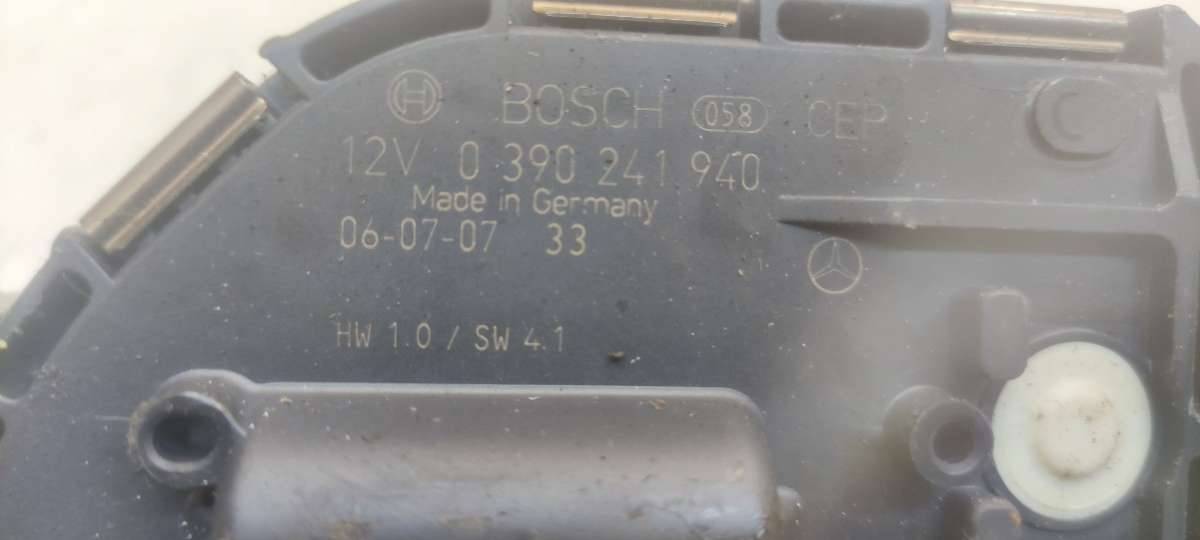 BOSCH 058 CEP
12V 0 390 241 940
Made in Germany
06-07-07 33
HW 1.0 / SW 4.1